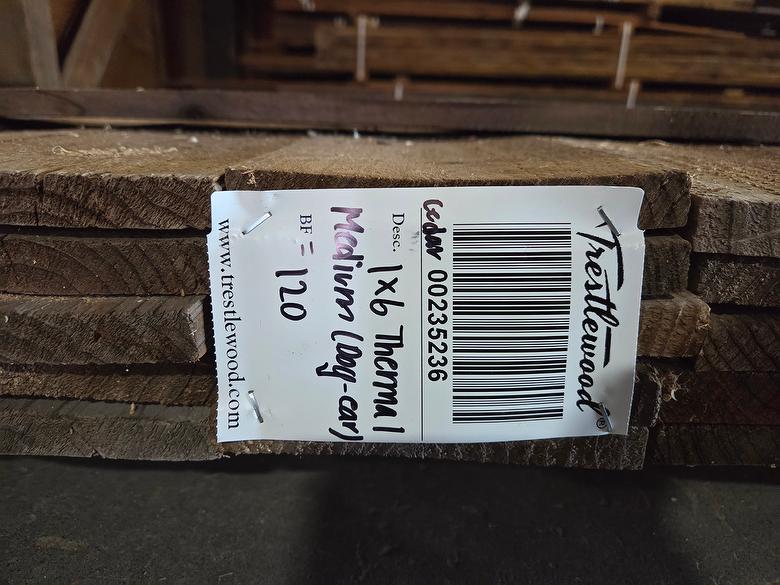 Trestlewood®
Cedar 00235236
Desc. 1x6 Thermal
Medium (Dog-ear)
BF = 120
www.trestlewood.com